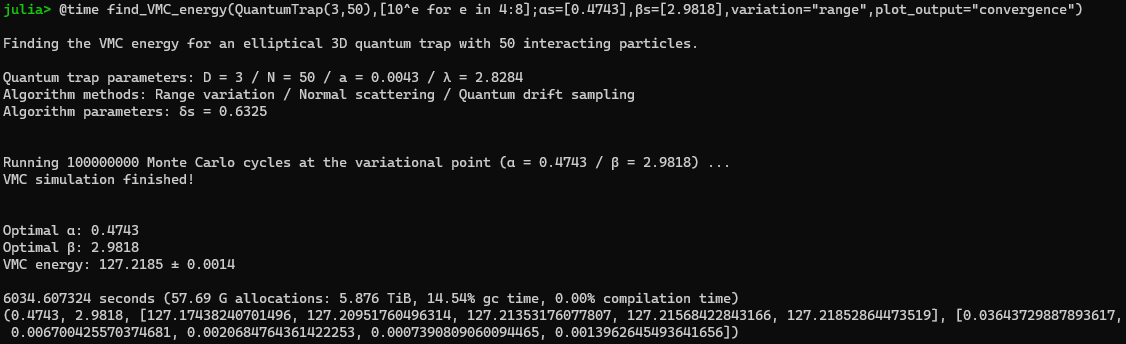 julia> @time find_VMC_energy(QuantumTrap(3,50),[10^e for e in 4:8];αs=[0.4743],βs=[2.9818],variation="range",plot_output="convergence")
Finding the VMC energy for an elliptical 3D quantum trap with 50 interacting particles.
Quantum trap parameters: D = 3 / N = 50 / a = 0.0043 / λ = 2.8284
Algorithm methods: Range variation / Normal scattering / Quantum drift sampling
Algorithm parameters: δs = 0.6325
Running 100000000 Monte Carlo cycles at the variational point (α = 0.4743 / β = 2.9818) ...
VMC simulation finished!
Optimal α: 0.4743
Optimal β: 2.9818
VMC energy: 127.2185 ± 0.0014
6034.607324 seconds (57.69 G allocations: 5.876 TiB, 14.54% gc time, 0.00% compilation time)
(0.4743, 2.9818, [127.17438240701496, 127.20951760496314, 127.21353176077807, 127.21568422843166, 127.21852864473519], [0.03643729887893617,
0.006700425570374681, 0.0020684764361422253, 0.0007390809060094465, 0.0013962645493641656])